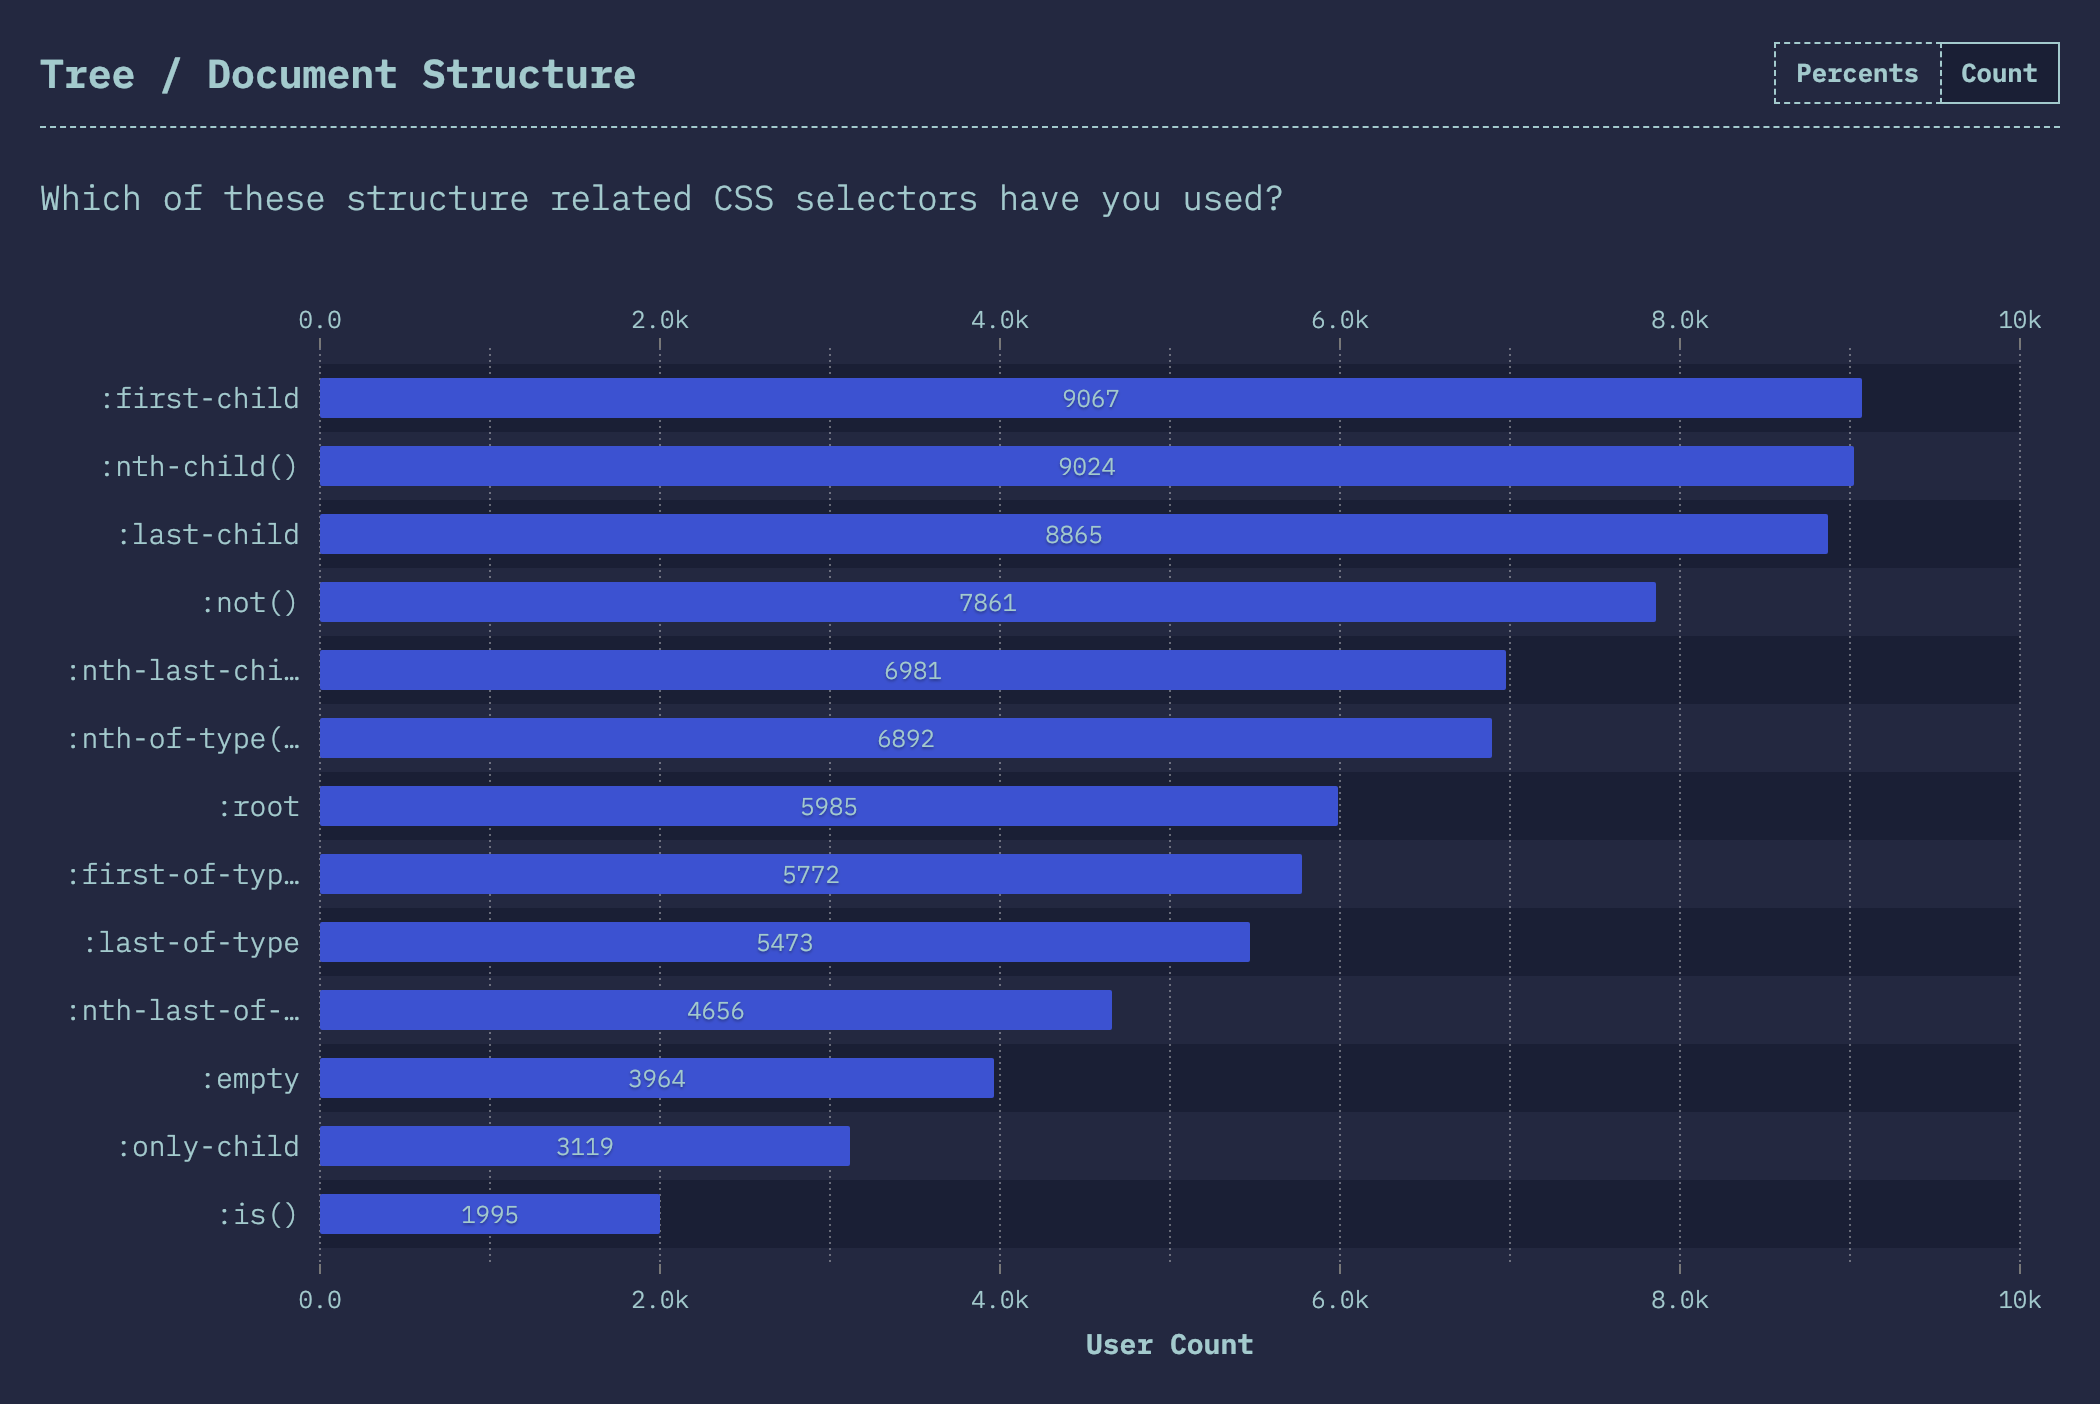 Tree / Document Structure
Percents Count
Which of these structure related CSS selectors have you used?
0.0 2.0k 4.0k 6.0k 8.0k 10k
:first-child 9067
:nth-child() 9024
:last-child 8865
:not() 7861
:nth-last-chi… 6981
:nth-of-type(… 6892
:root 5985
:first-of-typ… 5772
:last-of-type 5473
:nth-last-of-… 4656
:empty 3964
:only-child 3119
:is() 1995
0.0 2.0k 4.0k 6.0k 8.0k 10k
User Count